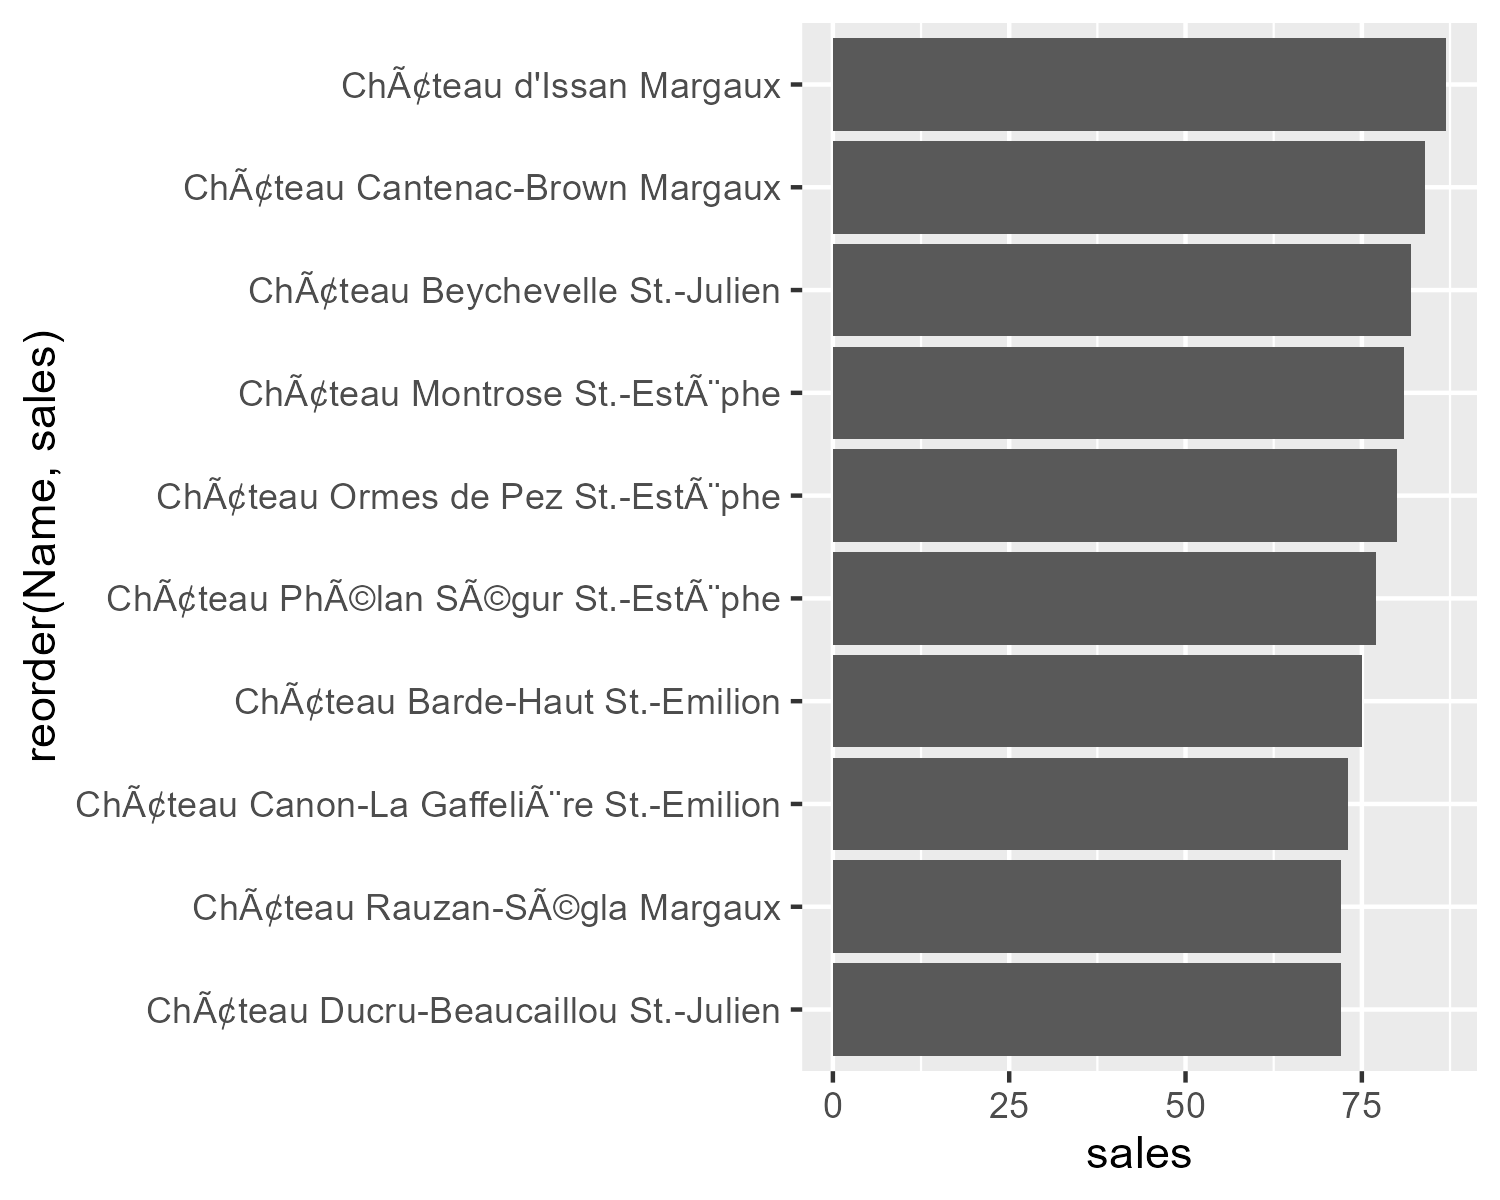 ChÃ¢teau d'Issan Margaux
ChÃ¢teau Cantenac-Brown Margaux
ChÃ¢teau Beychevelle St.-Julien
ChÃ¢teau Montrose St.-EstÃ¨phe
ChÃ¢teau Ormes de Pez St.-EstÃ¨phe
ChÃ¢teau PhÃ©lan SÃ©gur St.-EstÃ¨phe
ChÃ¢teau Barde-Haut St.-Emilion
ChÃ¢teau Canon-La GaffeliÃ¨re St.-Emilion
ChÃ¢teau Rauzan-SÃ©gla Margaux
ChÃ¢teau Ducru-Beaucaillou St.-Julien
reorder(Name, sales)
0 25 50 75
sales